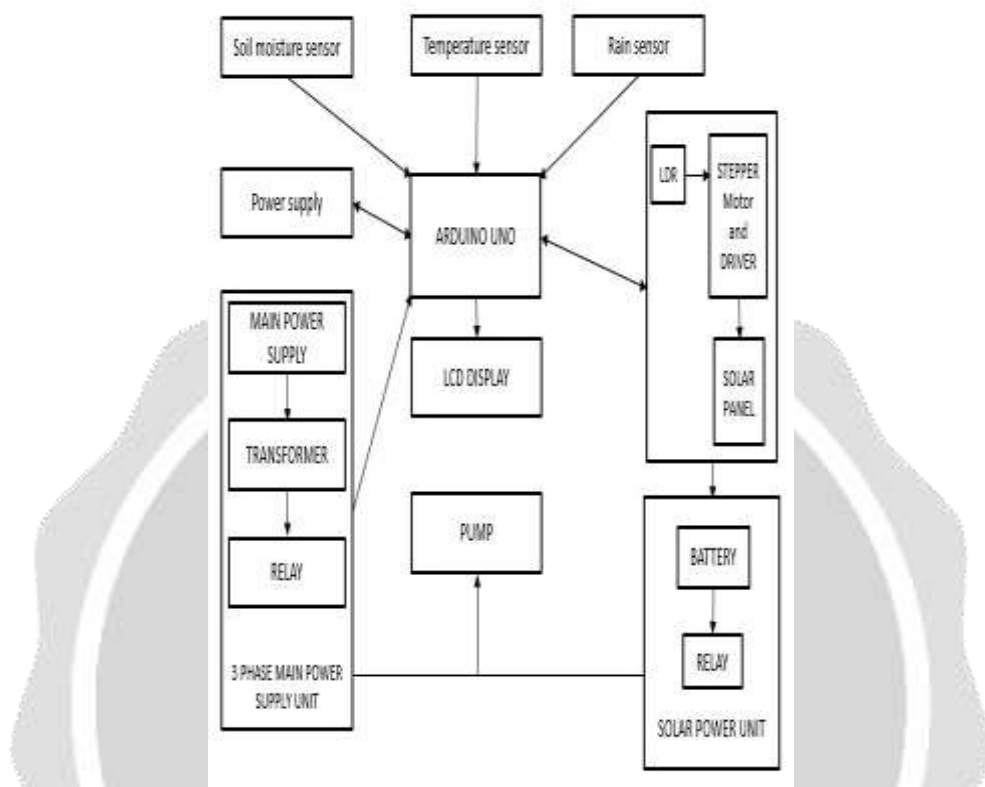 Soil moisture sensor
Temperature sensor
Rain sensor
LDR
STEPPER
Motor
and
DRIVER
Power supply
ARDUINO UNO
MAIN POWER
SUPPLY
LCD DISPLAY
SOLAR
PANEL
TRANSFORMER
PUMP
BATTERY
RELAY
RELAY
3 PHASE MAIN POWER
SUPPLY UNIT
SOLAR POWER UNIT